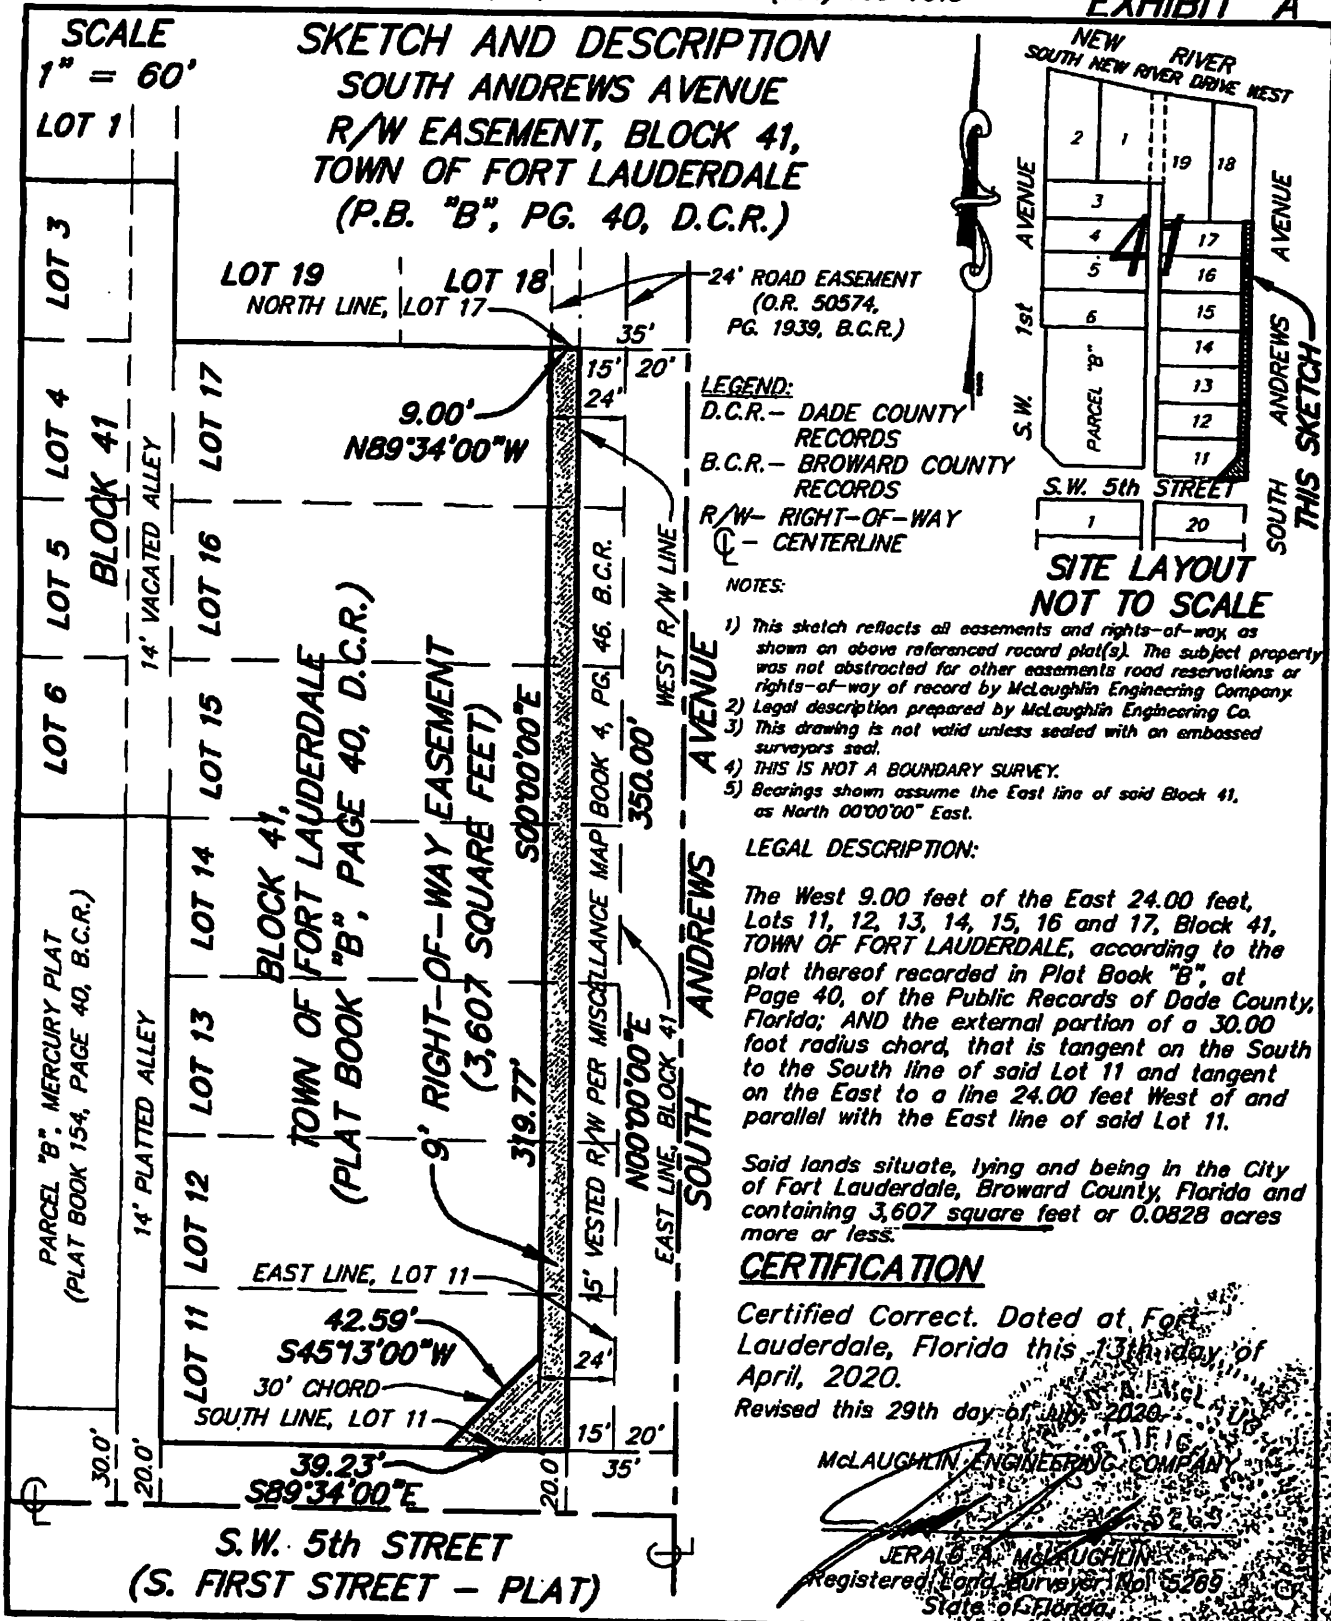 EXHIBIT A
SCALE
1" = 60'
SKETCH AND DESCRIPTION
SOUTH ANDREWS AVENUE
R/W EASEMENT, BLOCK 41,
TOWN OF FORT LAUDERDALE
(P.B. "B", PG. 40, D.C.R.)
NEW RIVER
SOUTH NEW RIVER DRIVE WEST
2
1
19
18
3
4
5
6
41
17
16
15
14
13
12
11
PARCEL "B"
S.W. 1st AVENUE
SOUTH ANDREWS AVENUE
THIS SKETCH
S.W. 5th STREET
1
20
SITE LAYOUT
NOT TO SCALE
LOT 1
LOT 3
LOT 4
LOT 5
LOT 6
BLOCK 41
14' VACATED ALLEY
LOT 19
LOT 18
NORTH LINE, LOT 17
24' ROAD EASEMENT
(O.R. 50574,
PG. 1939, B.C.R.)
35'
15' 20'
24'
9.00'
N89°34'00"W
LEGEND:
D.C.R.- DADE COUNTY
RECORDS
B.C.R.- BROWARD COUNTY
RECORDS
R/W- RIGHT-OF-WAY
℄ - CENTERLINE
LOT 17
LOT 16
LOT 15
LOT 14
LOT 13
LOT 12
LOT 11
BLOCK 41,
TOWN OF FORT LAUDERDALE
(PLAT BOOK "B", PAGE 40, D.C.R.)
9' RIGHT-OF-WAY EASEMENT
(3,607 SQUARE FEET)
319.77'
S00°00'00"E
15' VESTED R/W PER MISCELLANCE MAP BOOK 4, PG. 46. B.C.R.
N00°00'00"E
350.00'
EAST LINE, BLOCK 41
WEST R/W LINE
SOUTH ANDREWS AVENUE
PARCEL "B", MERCURY PLAT
(PLAT BOOK 154, PAGE 40, B.C.R.)
14' PLATTED ALLEY
EAST LINE, LOT 11
42.59'
S45°13'00"W
30' CHORD
SOUTH LINE, LOT 11
24'
15' 20'
35'
39.23'
S89°34'00"E
30.0'
20.0'
20.0'
℄
℄
S.W. 5th STREET
(S. FIRST STREET - PLAT)
NOTES:
1) This sketch reflects all easements and rights-of-way, as
shown on above referenced record plat(s). The subject property
was not abstracted for other easements road reservations or
rights-of-way of record by McLaughlin Engineering Company.
2) Legal description prepared by McLaughlin Engineering Co.
3) This drawing is not valid unless sealed with an embossed
surveyors seal.
4) THIS IS NOT A BOUNDARY SURVEY.
5) Bearings shown assume the East line of said Block 41,
as North 00°00'00" East.
LEGAL DESCRIPTION:
The West 9.00 feet of the East 24.00 feet,
Lots 11, 12, 13, 14, 15, 16 and 17, Block 41,
TOWN OF FORT LAUDERDALE, according to the
plat thereof recorded in Plat Book "B", at
Page 40, of the Public Records of Dade County,
Florida; AND the external portion of a 30.00
foot radius chord, that is tangent on the South
to the South line of said Lot 11 and tangent
on the East to a line 24.00 feet West of and
parallel with the East line of said Lot 11.
Said lands situate, lying and being in the City
of Fort Lauderdale, Broward County, Florida and
containing 3,607 square feet or 0.0828 acres
more or less.
CERTIFICATION
Certified Correct. Dated at Fort
Lauderdale, Florida this 13th day of
April, 2020.
Revised this 29th day of July, 2020.
McLAUGHLIN ENGINEERING COMPANY
JERALD A. McLAUGHLIN
Registered Land Surveyor No. 5269
State of Florida.